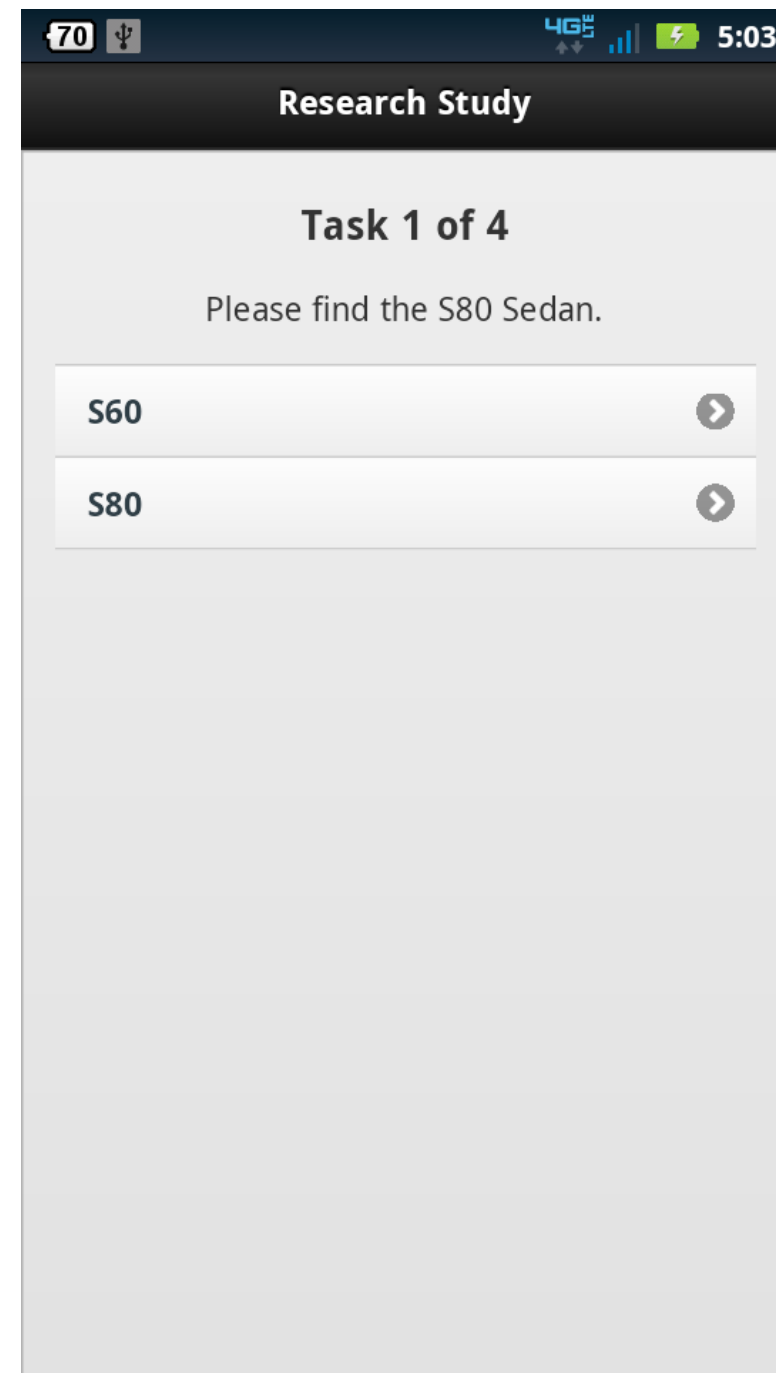 70 4G LTE 5:03
Research Study
Task 1 of 4
Please find the S80 Sedan.
S60
S80